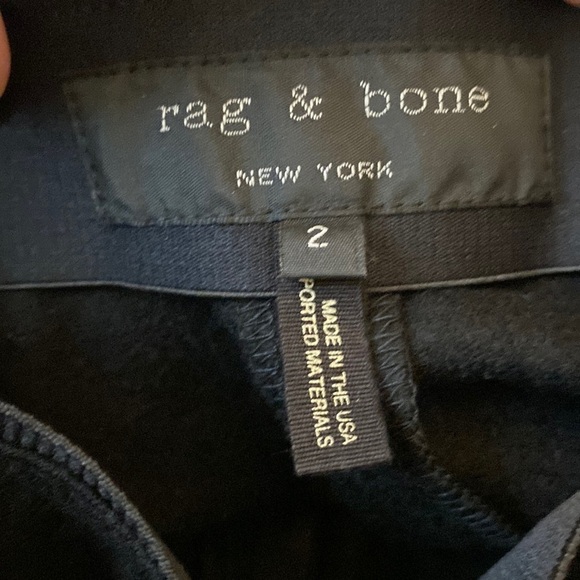 rag & bone
NEW YORK
2
MADE IN THE USA
PORTED MATERIALS